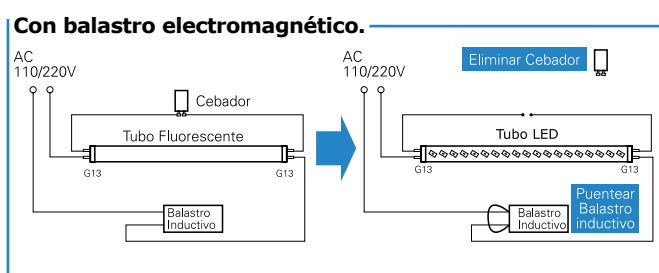 Con balastro electromagnético.
AC
110/220V
Cebador
Tubo Fluorescente
G13
G13
Balastro
Inductivo
AC
110/220V
Eliminar Cebador
Tubo LED
G13
G13
Balastro
Inductivo
Puentear
Balastro
inductivo